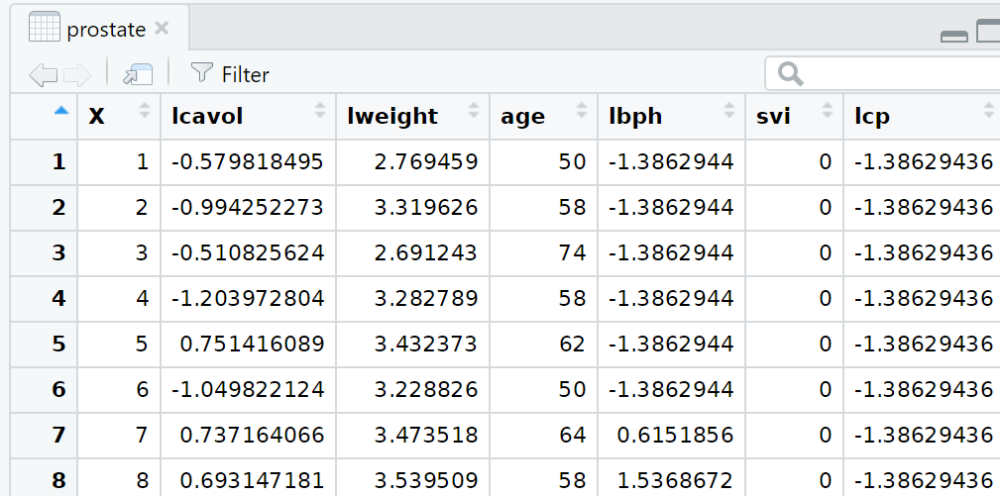 prostate
Filter
X lcavol lweight age lbph svi lcp
1 1 -0.579818495 2.769459 50 -1.3862944 0 -1.38629436
2 2 -0.994252273 3.319626 58 -1.3862944 0 -1.38629436
3 3 -0.510825624 2.691243 74 -1.3862944 0 -1.38629436
4 4 -1.203972804 3.282789 58 -1.3862944 0 -1.38629436
5 5 0.751416089 3.432373 62 -1.3862944 0 -1.38629436
6 6 -1.049822124 3.228826 50 -1.3862944 0 -1.38629436
7 7 0.737164066 3.473518 64 0.6151856 0 -1.38629436
8 8 0.693147181 3.539509 58 1.5368672 0 -1.38629436